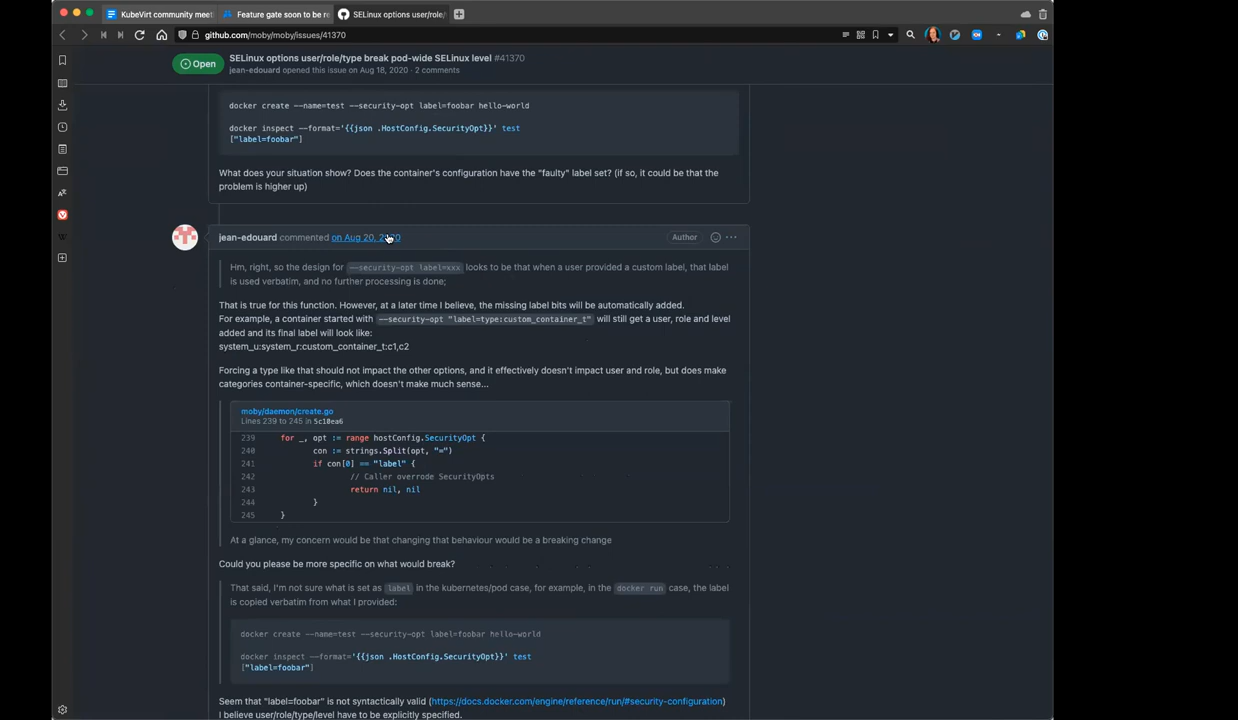 KubeVirt community meet
Feature gate soon to be re
SELinux options user/role/
github.com/moby/moby/issues/41370
Open
SELinux options user/role/type break pod-wide SELinux level #41370
jean-edouard opened this issue on Aug 18, 2020 · 2 comments
docker create --name=test --security-opt label=foobar hello-world
docker inspect --format='{{json .HostConfig.SecurityOpt}}' test
["label=foobar"]
What does your situation show? Does the container's configuration have the "faulty" label set? (if so, it could be that the
problem is higher up)
jean-edouard commented on Aug 20, 2020
Author
Hm, right, so the design for --security-opt label=xxx looks to be that when a user provided a custom label, that label
is used verbatim, and no further processing is done;
That is true for this function. However, at a later time I believe, the missing label bits will be automatically added.
For example, a container started with --security-opt "label=type:custom_container_t" will still get a user, role and level
added and its final label will look like:
system_u:system_r:custom_container_t:c1,c2
Forcing a type like that should not impact the other options, and it effectively doesn't impact user and role, but does make
categories container-specific, which doesn't make much sense...
moby/daemon/create.go
Lines 239 to 245 in 5c10ea6
239 for _, opt := range hostConfig.SecurityOpt {
240 con := strings.Split(opt, "=")
241 if con[0] == "label" {
242 // Caller overrode SecurityOpts
243 return nil, nil
244 }
245 }
At a glance, my concern would be that changing that behaviour would be a breaking change
Could you please be more specific on what would break?
That said, I'm not sure what is set as label in the kubernetes/pod case, for example, in the docker run case, the label
is copied verbatim from what I provided:
docker create --name=test --security-opt label=foobar hello-world
docker inspect --format='{{json .HostConfig.SecurityOpt}}' test
["label=foobar"]
Seem that "label=foobar" is not syntactically valid (https://docs.docker.com/engine/reference/run/#security-configuration)
I believe user/role/type/level have to be explicitly specified.